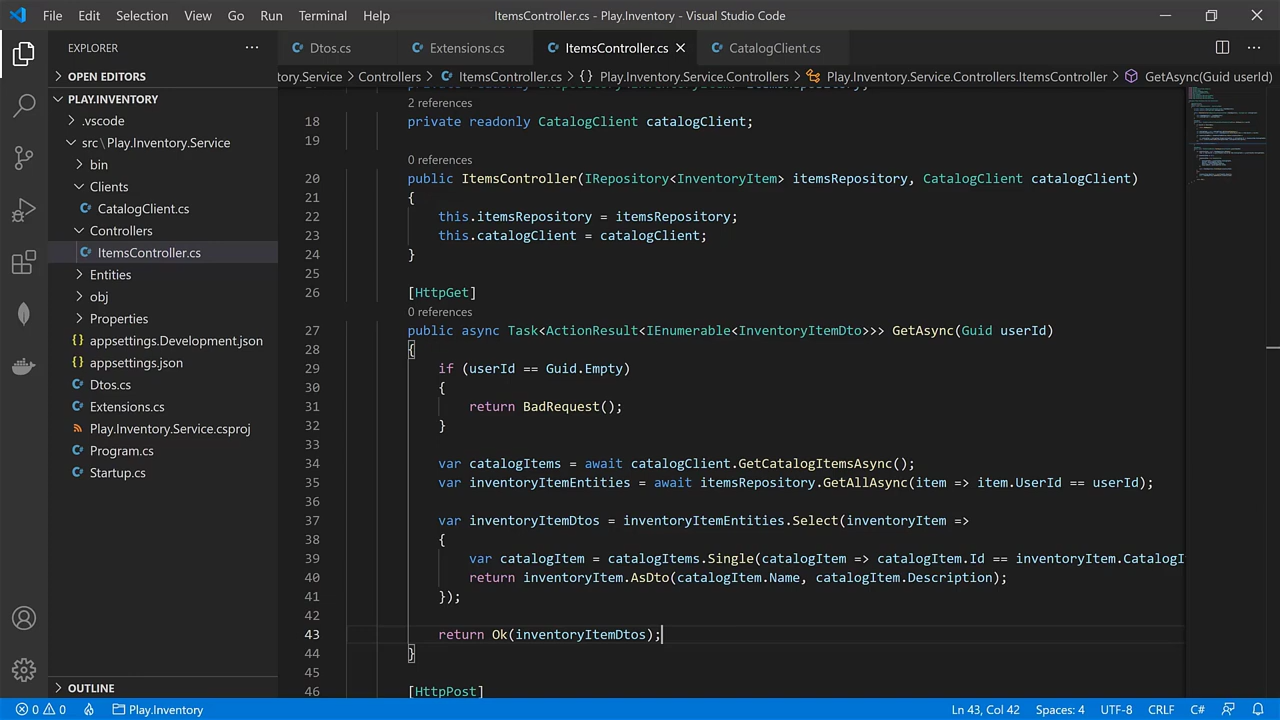 File Edit Selection View Go Run Terminal Help ItemsController.cs - Play.Inventory - Visual Studio Code
EXPLORER
OPEN EDITORS
PLAY.INVENTORY
.vscode
src\Play.Inventory.Service
bin
Clients
CatalogClient.cs
Controllers
ItemsController.cs
Entities
obj
Properties
appsettings.Development.json
appsettings.json
Dtos.cs
Extensions.cs
Play.Inventory.Service.csproj
Program.cs
Startup.cs
OUTLINE
Dtos.cs Extensions.cs ItemsController.cs CatalogClient.cs
tory.Service > Controllers > ItemsController.cs > {} Play.Inventory.Service.Controllers > Play.Inventory.Service.Controllers.ItemsController > GetAsync(Guid userId)
2 references
18 private readonly CatalogClient catalogClient;
19
0 references
20 public ItemsController(IRepository<InventoryItem> itemsRepository, CatalogClient catalogClient)
21 {
22 this.itemsRepository = itemsRepository;
23 this.catalogClient = catalogClient;
24 }
25
26 [HttpGet]
0 references
27 public async Task<ActionResult<IEnumerable<InventoryItemDto>>> GetAsync(Guid userId)
28 {
29 if (userId == Guid.Empty)
30 {
31 return BadRequest();
32 }
33
34 var catalogItems = await catalogClient.GetCatalogItemsAsync();
35 var inventoryItemEntities = await itemsRepository.GetAllAsync(item => item.UserId == userId);
36
37 var inventoryItemDtos = inventoryItemEntities.Select(inventoryItem =>
38 {
39 var catalogItem = catalogItems.Single(catalogItem => catalogItem.Id == inventoryItem.CatalogI
40 return inventoryItem.AsDto(catalogItem.Name, catalogItem.Description);
41 });
42
43 return Ok(inventoryItemDtos);
44 }
45
46 [HttpPost]
0 0 Play.Inventory Ln 43, Col 42 Spaces: 4 UTF-8 CRLF C#